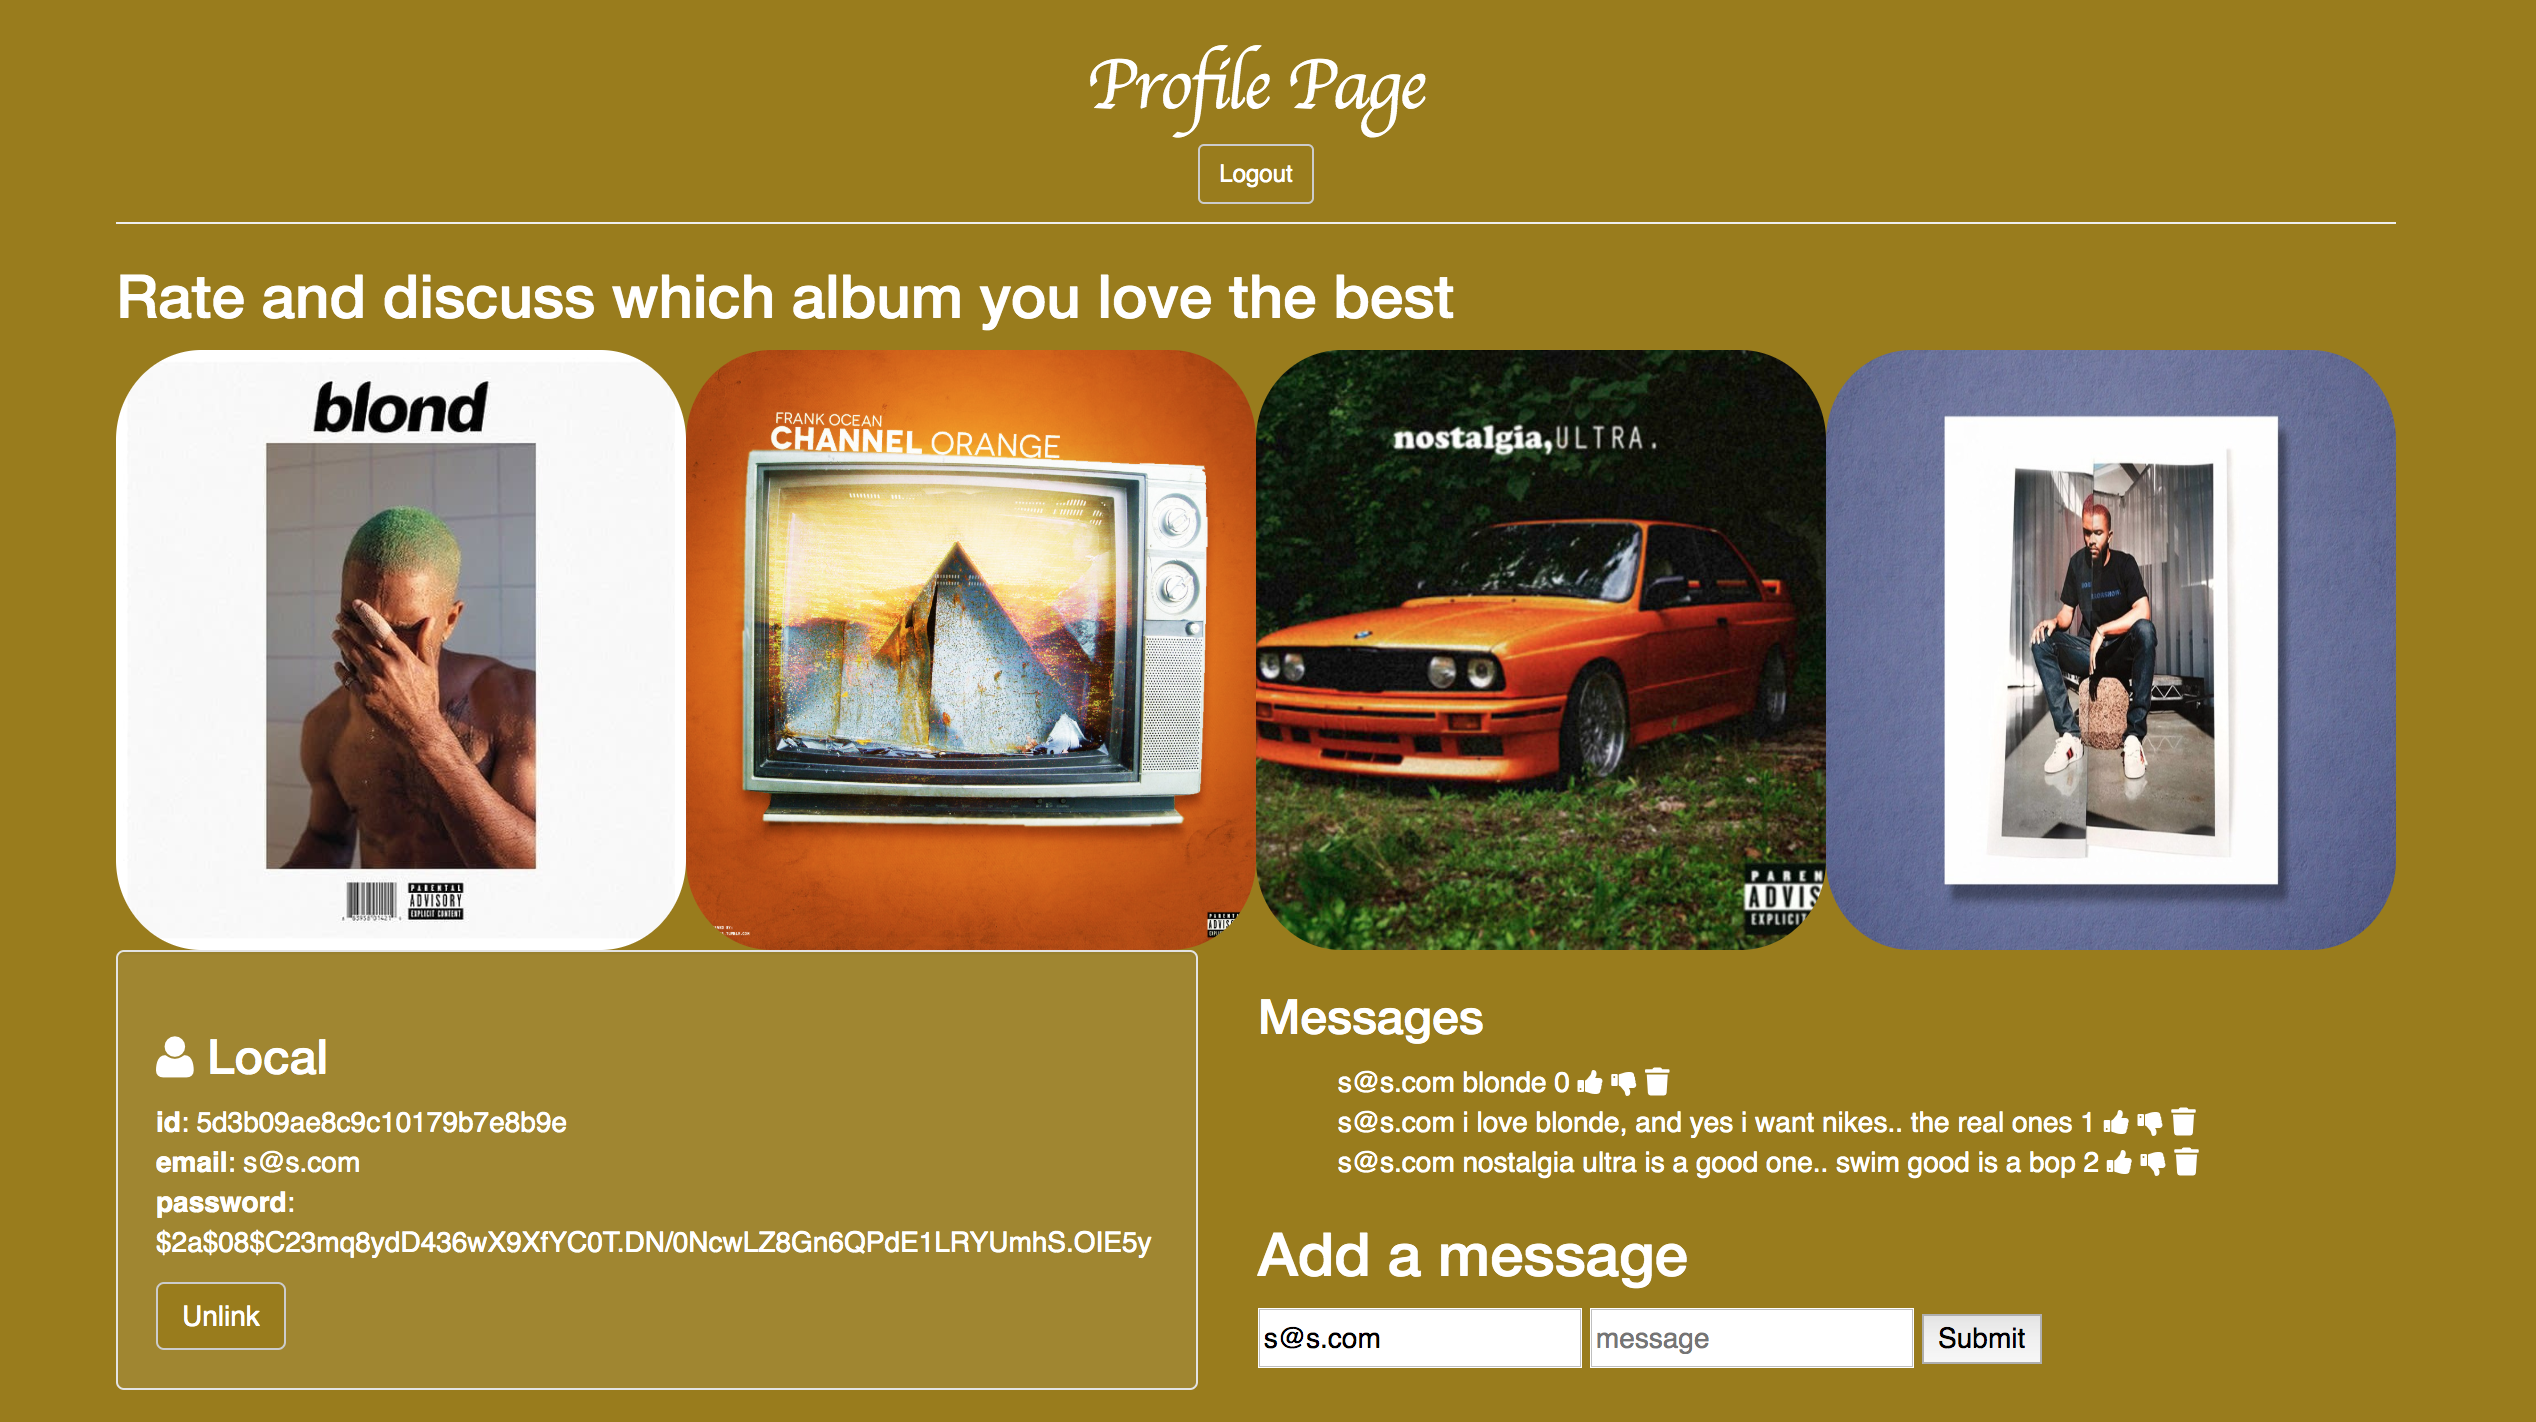 Profile Page
Logout
Rate and discuss which album you love the best
blond
PARENTAL
ADVISORY
EXPLICIT CONTENT
FRANK OCEAN
CHANNEL ORANGE
nostalgia,ULTRA.
PAREN
ADVIS
EXPLICIT
Local
id: 5d3b09ae8c9c10179b7e8b9e
email: s@s.com
password:
$2a$08$C23mq8ydD436wX9XfYC0T.DN/0NcwLZ8Gn6QPdE1LRYUmhS.OIE5y
Unlink
Messages
s@s.com blonde 0
s@s.com i love blonde, and yes i want nikes.. the real ones 1
s@s.com nostalgia ultra is a good one.. swim good is a bop 2
Add a message
s@s.com message Submit